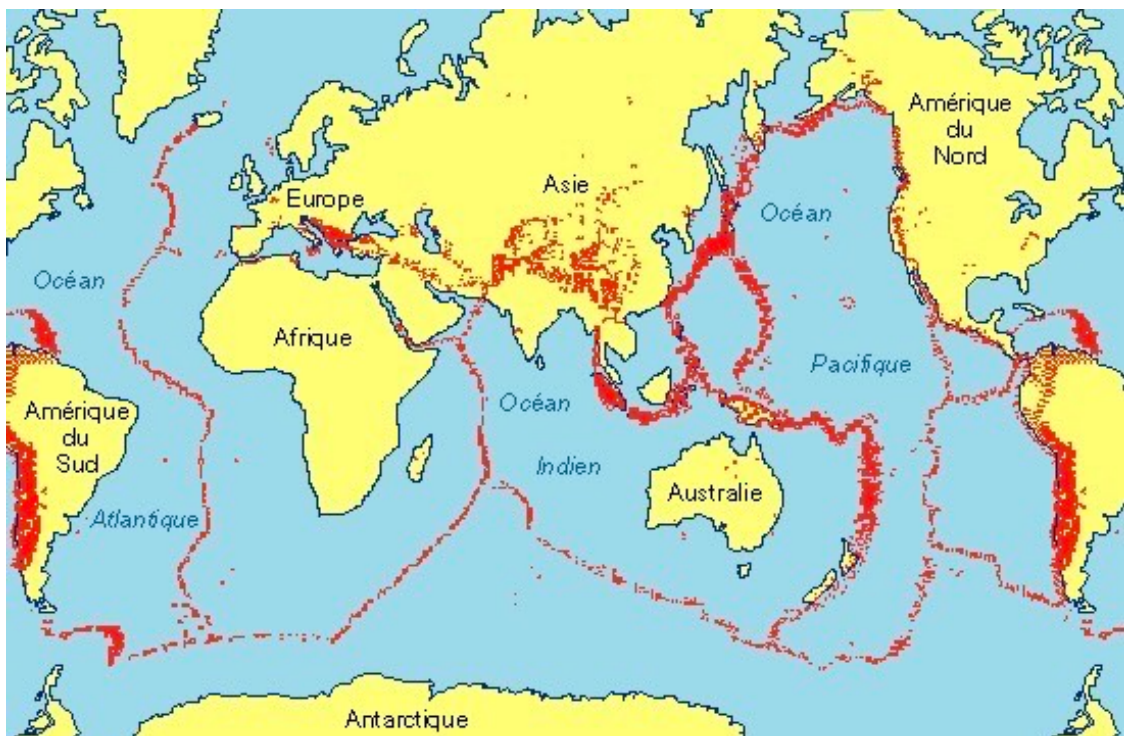 Amérique
du
Nord
Europe
Asie
Océan
Océan
Afrique
Pacifique
Océan
Amérique
du
Sud
Indien
Australie
Atlantique
Antarctique